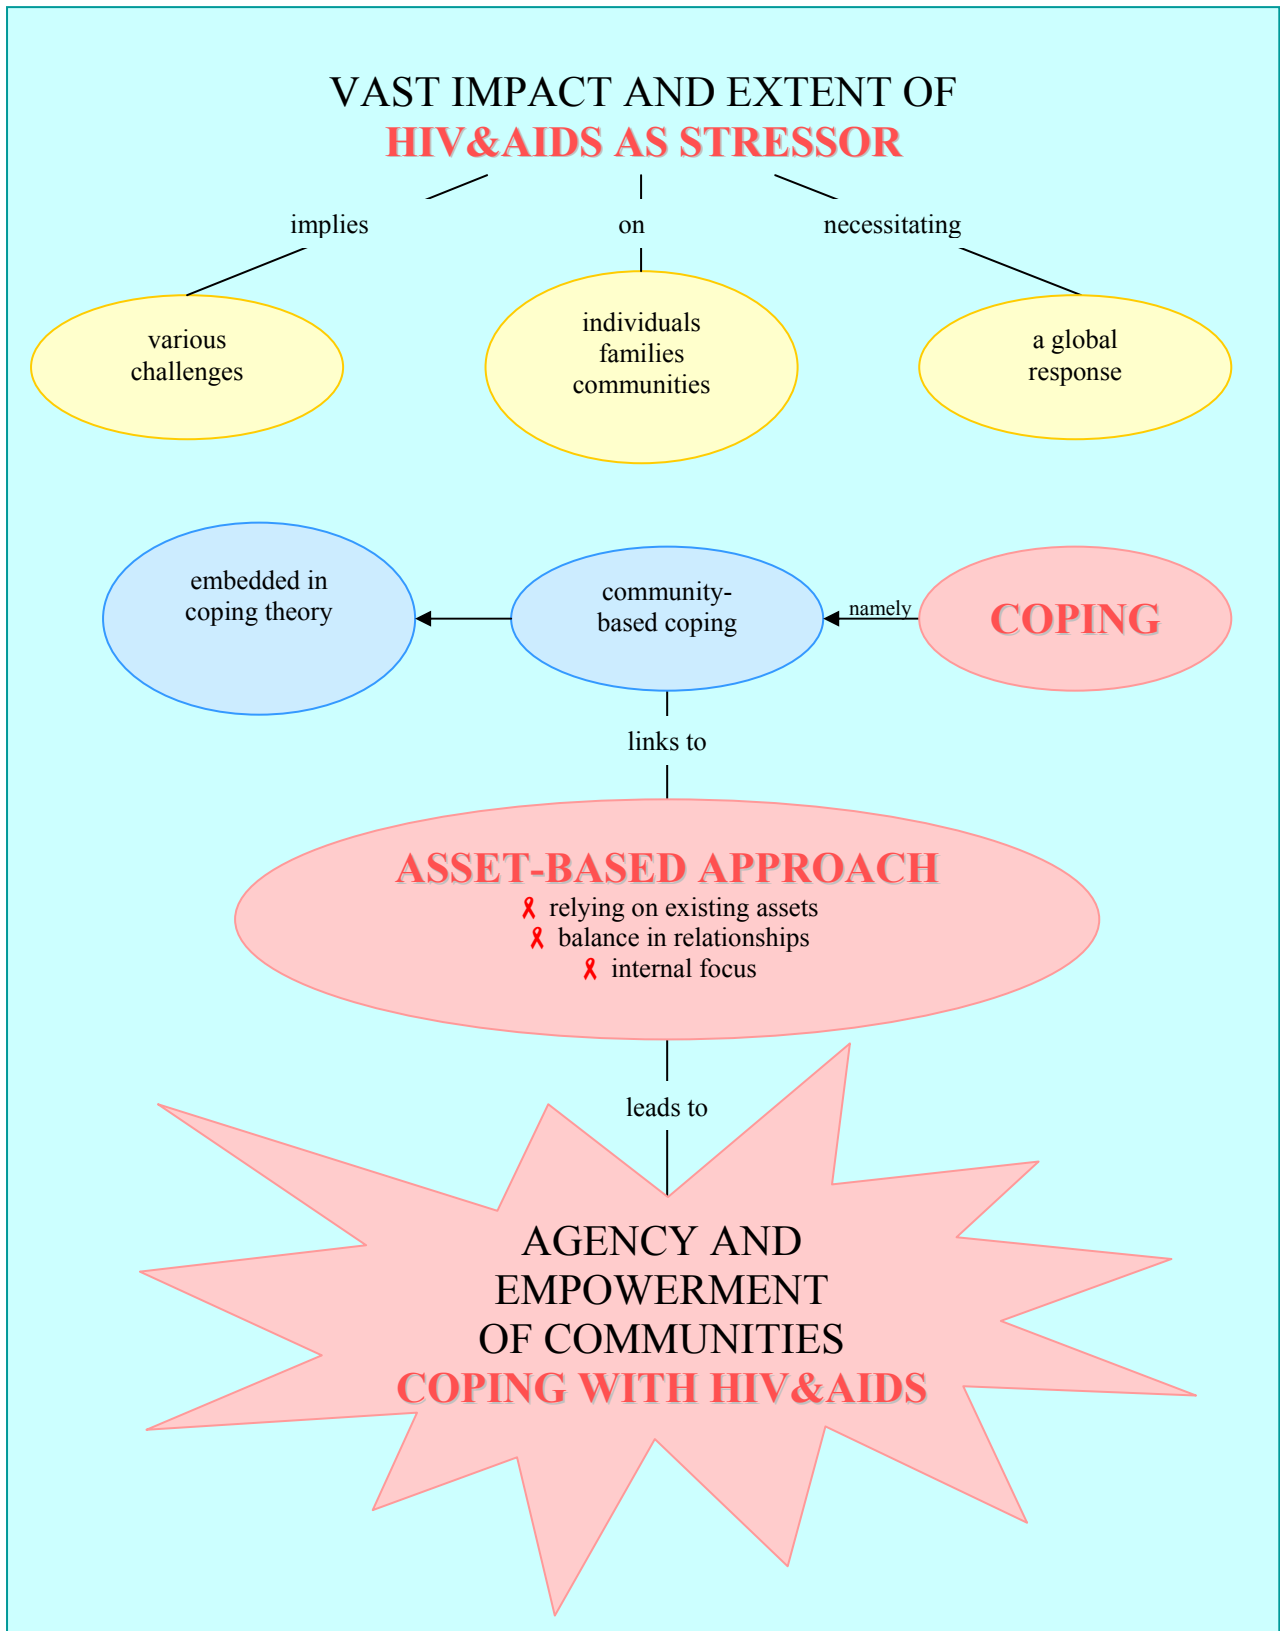 VAST IMPACT AND EXTENT OF
HIV&AIDS AS STRESSOR
implies
on
necessitating
various
challenges
individuals
families
communities
a global
response
embedded in
coping theory
community-
based coping
namely
COPING
links to
ASSET-BASED APPROACH
relying on existing assets
balance in relationships
internal focus
leads to
AGENCY AND
EMPOWERMENT
OF COMMUNITIES
COPING WITH HIV&AIDS